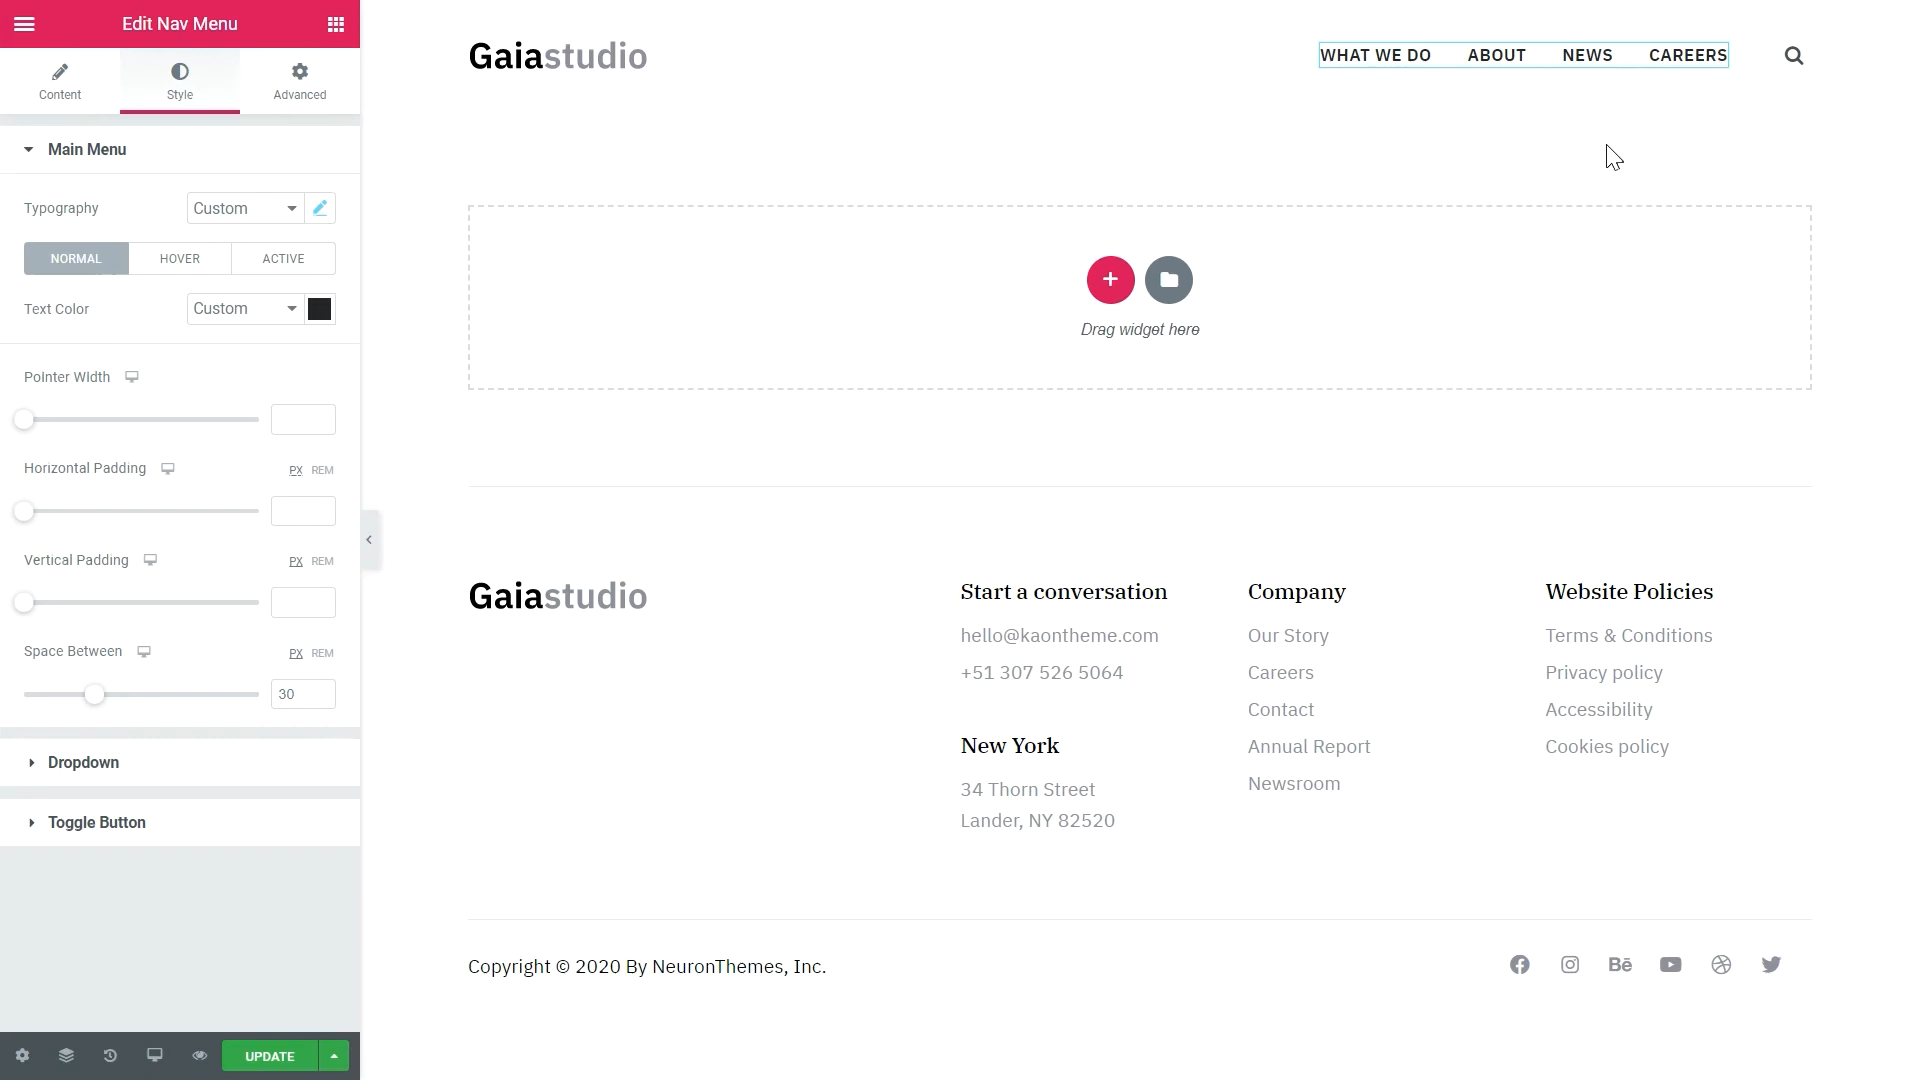 Edit Nav Menu
Content
Style
Advanced
Main Menu
Typography
Custom
NORMAL
HOVER
ACTIVE
Text Color
Custom
Pointer Width
Horizontal Padding
PX REM
Vertical Padding
PX REM
Space Between
PX REM
30
Dropdown
Toggle Button
UPDATE
Gaiastudio
WHAT WE DO
ABOUT
NEWS
CAREERS
Drag widget here
Gaiastudio
Start a conversation
hello@kaontheme.com
+51 307 526 5064
New York
34 Thorn Street
Lander, NY 82520
Company
Our Story
Careers
Contact
Annual Report
Newsroom
Website Policies
Terms & Conditions
Privacy policy
Accessibility
Cookies policy
Copyright © 2020 By NeuronThemes, Inc.
Bē